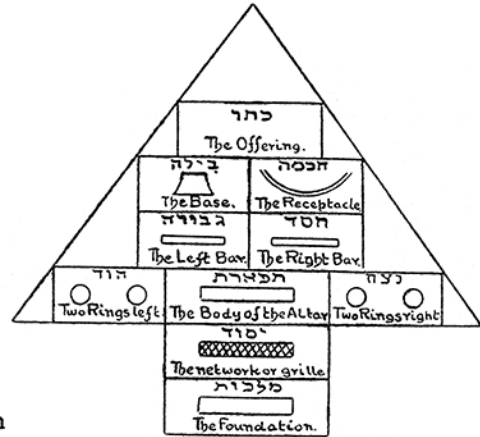 כתר
The Offering.
בילה חכמה
The Base. The Receptacle
גבורה חסד
The Left Bar. The Right Bar.
הוד תפארת נצח
Two Rings left The Body of the Altar Two Rings right
יסוד
The network or grille
מלכות
The Foundation.
n